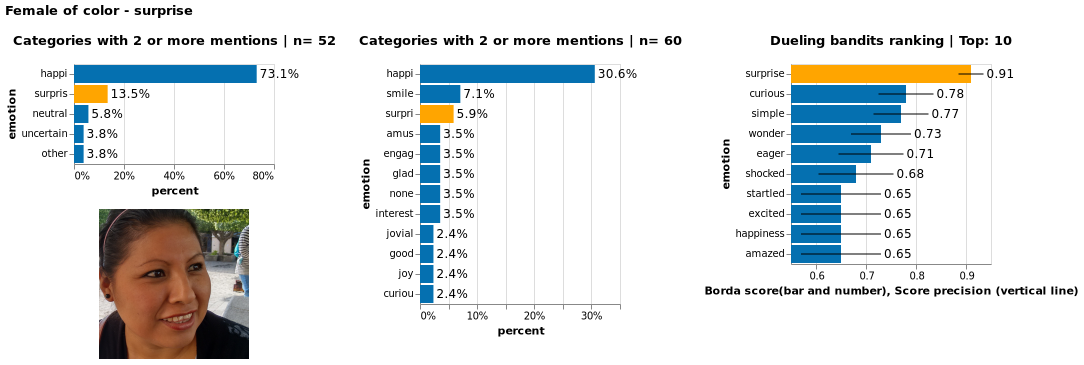 Female of color - surprise
Categories with 2 or more mentions | n= 52
emotion
happi 73.1%
surpris 13.5%
neutral 5.8%
uncertain 3.8%
other 3.8%
0% 20% 40% 60% 80%
percent
Categories with 2 or more mentions | n= 60
emotion
happi 30.6%
smile 7.1%
surpri 5.9%
amus 3.5%
engag 3.5%
glad 3.5%
none 3.5%
interest 3.5%
jovial 2.4%
good 2.4%
joy 2.4%
curiou 2.4%
0% 10% 20% 30%
percent
Dueling bandits ranking | Top: 10
emotion
surprise 0.91
curious 0.78
simple 0.77
wonder 0.73
eager 0.71
shocked 0.68
startled 0.65
excited 0.65
happiness 0.65
amazed 0.65
0.6 0.7 0.8 0.9
Borda score(bar and number), Score precision (vertical line)